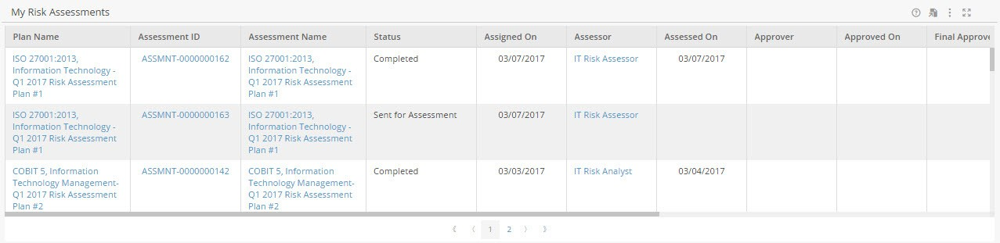 My Risk Assessments
Plan Name Assessment ID Assessment Name Status Assigned On Assessor Assessed On Approver Approved On Final Approve
ISO 27001:2013, ASSMNT-0000000162 ISO 27001:2013, Completed 03/07/2017 IT Risk Assessor 03/07/2017
Information Technology - Information Technology -
Q1 2017 Risk Assessment Q1 2017 Risk Assessment
Plan #1 Plan #1
ISO 27001:2013, ASSMNT-0000000163 ISO 27001:2013, Sent for Assessment 03/07/2017 IT Risk Assessor
Information Technology - Information Technology -
Q1 2017 Risk Assessment Q1 2017 Risk Assessment
Plan #1 Plan #1
COBIT 5, Information ASSMNT-0000000142 COBIT 5, Information Completed 03/03/2017 IT Risk Analyst 03/04/2017
Technology Management- Technology Management-
Q1 2017 Risk Assessment Q1 2017 Risk Assessment
Plan #2 Plan #2
1 2